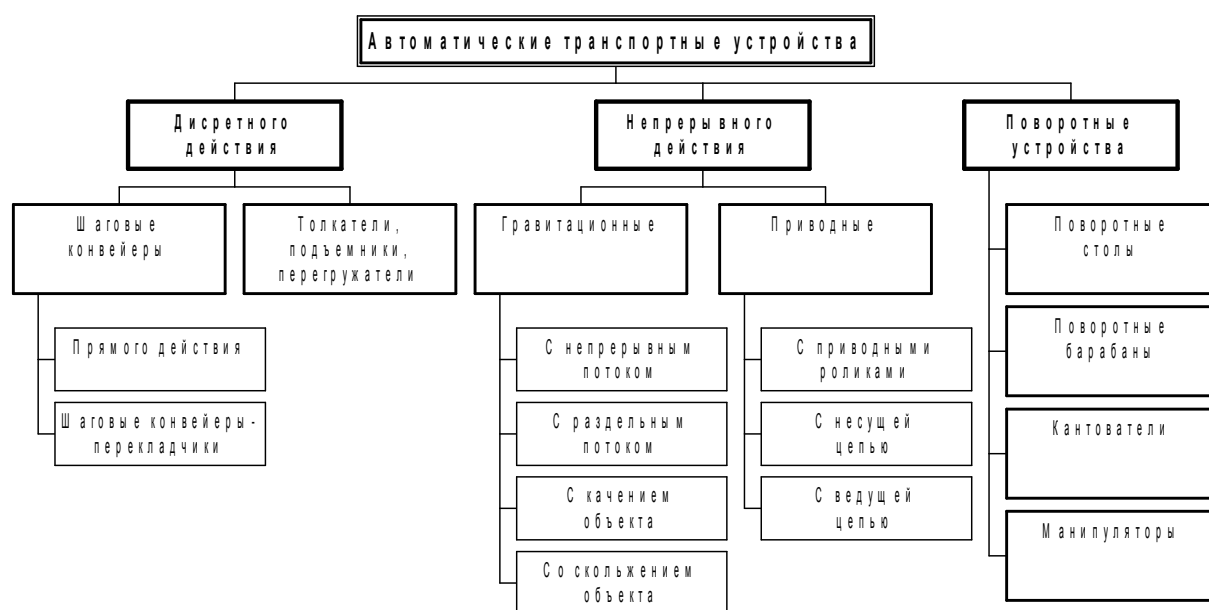 Автоматические транспортные устройства
Дисретного
действия
Непрерывного
действия
Поворотные
устройства
Шаговые
конвейеры
Толкатели,
подъемники,
перегружатели
Гравитационные
Приводные
Поворотные
столы
Прямого действия
С непрерывным
потоком
С приводными
роликами
Поворотные
барабаны
Шаговые конвейеры-
перекладчики
С раздельным
потоком
С несущей
цепью
Кантователи
С качением
объекта
С ведущей
цепью
Манипуляторы
Со скольжением
объекта